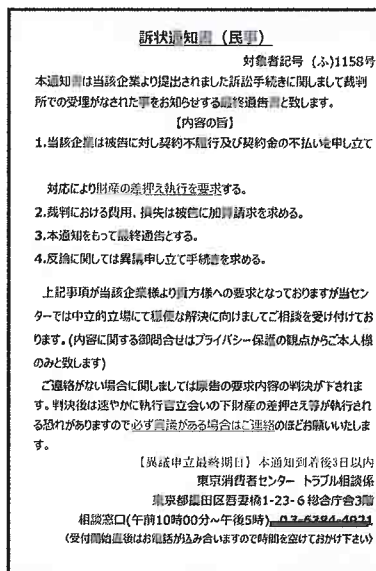 訴状通知書(民事)
対象者記号 (ふ)1158号
本通知書は当該企業より提出されました訴訟手続きに関しまして裁判
所での受理がなされた事をお知らせする最終通告書と致します。
【内容の旨】
1.当該企業は被告に対し契約不履行及び契約金の不払いを申し立て
対応により財産の差押え執行を要求する。
2.裁判における費用、損失は被告に加算請求を求める。
3.本通知をもって最終通告とする。
4.反論に関しては異議申し立て手続きを求める。
上記事項が当該企業様より貴方様への要求となっておりますが当セン
ターでは中立的立場にて穏便な解決に向けましてご相談を受け付けてお
ります。(内容に関する御問合せはプライバシー保護の観点からご本人様
のみと致します)
ご連絡がない場合に関しましては原告の要求内容の判決が下されま
す。判決後は速やかに執行官立会いの下財産の差押さえ等が執行され
る恐れがありますので必ず異議がある場合はご連絡のほどお願いいたしま
す。
【異議申立最終期日】本通知到着後3日以内
東京消費者センター トラブル相談係
東京都墨田区吾妻橋1-23-6総合庁舎3階
相談窓口(午前10時00分~午後5時)
(受付開始直後はお電話が込み合いますので時間を空けておかけ下さい)